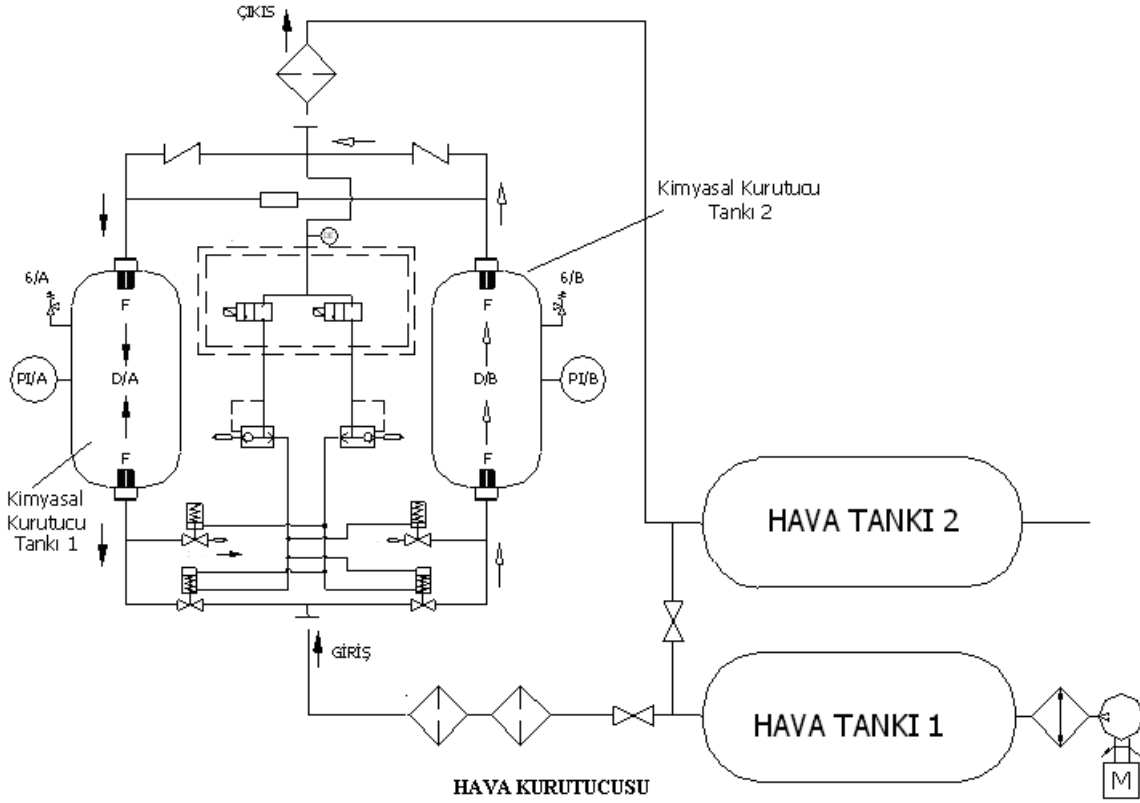 ÇIKIS
Kimyasal Kurutucu
Tankı 2
6/A
6/B
F
F
PI/A
D/A
D/B
PI/B
F
F
Kimyasal
Kurutucu
Tankı 1
HAVA TANKI 2
GİRİŞ
HAVA TANKI 1
M
HAVA KURUTUCUSU